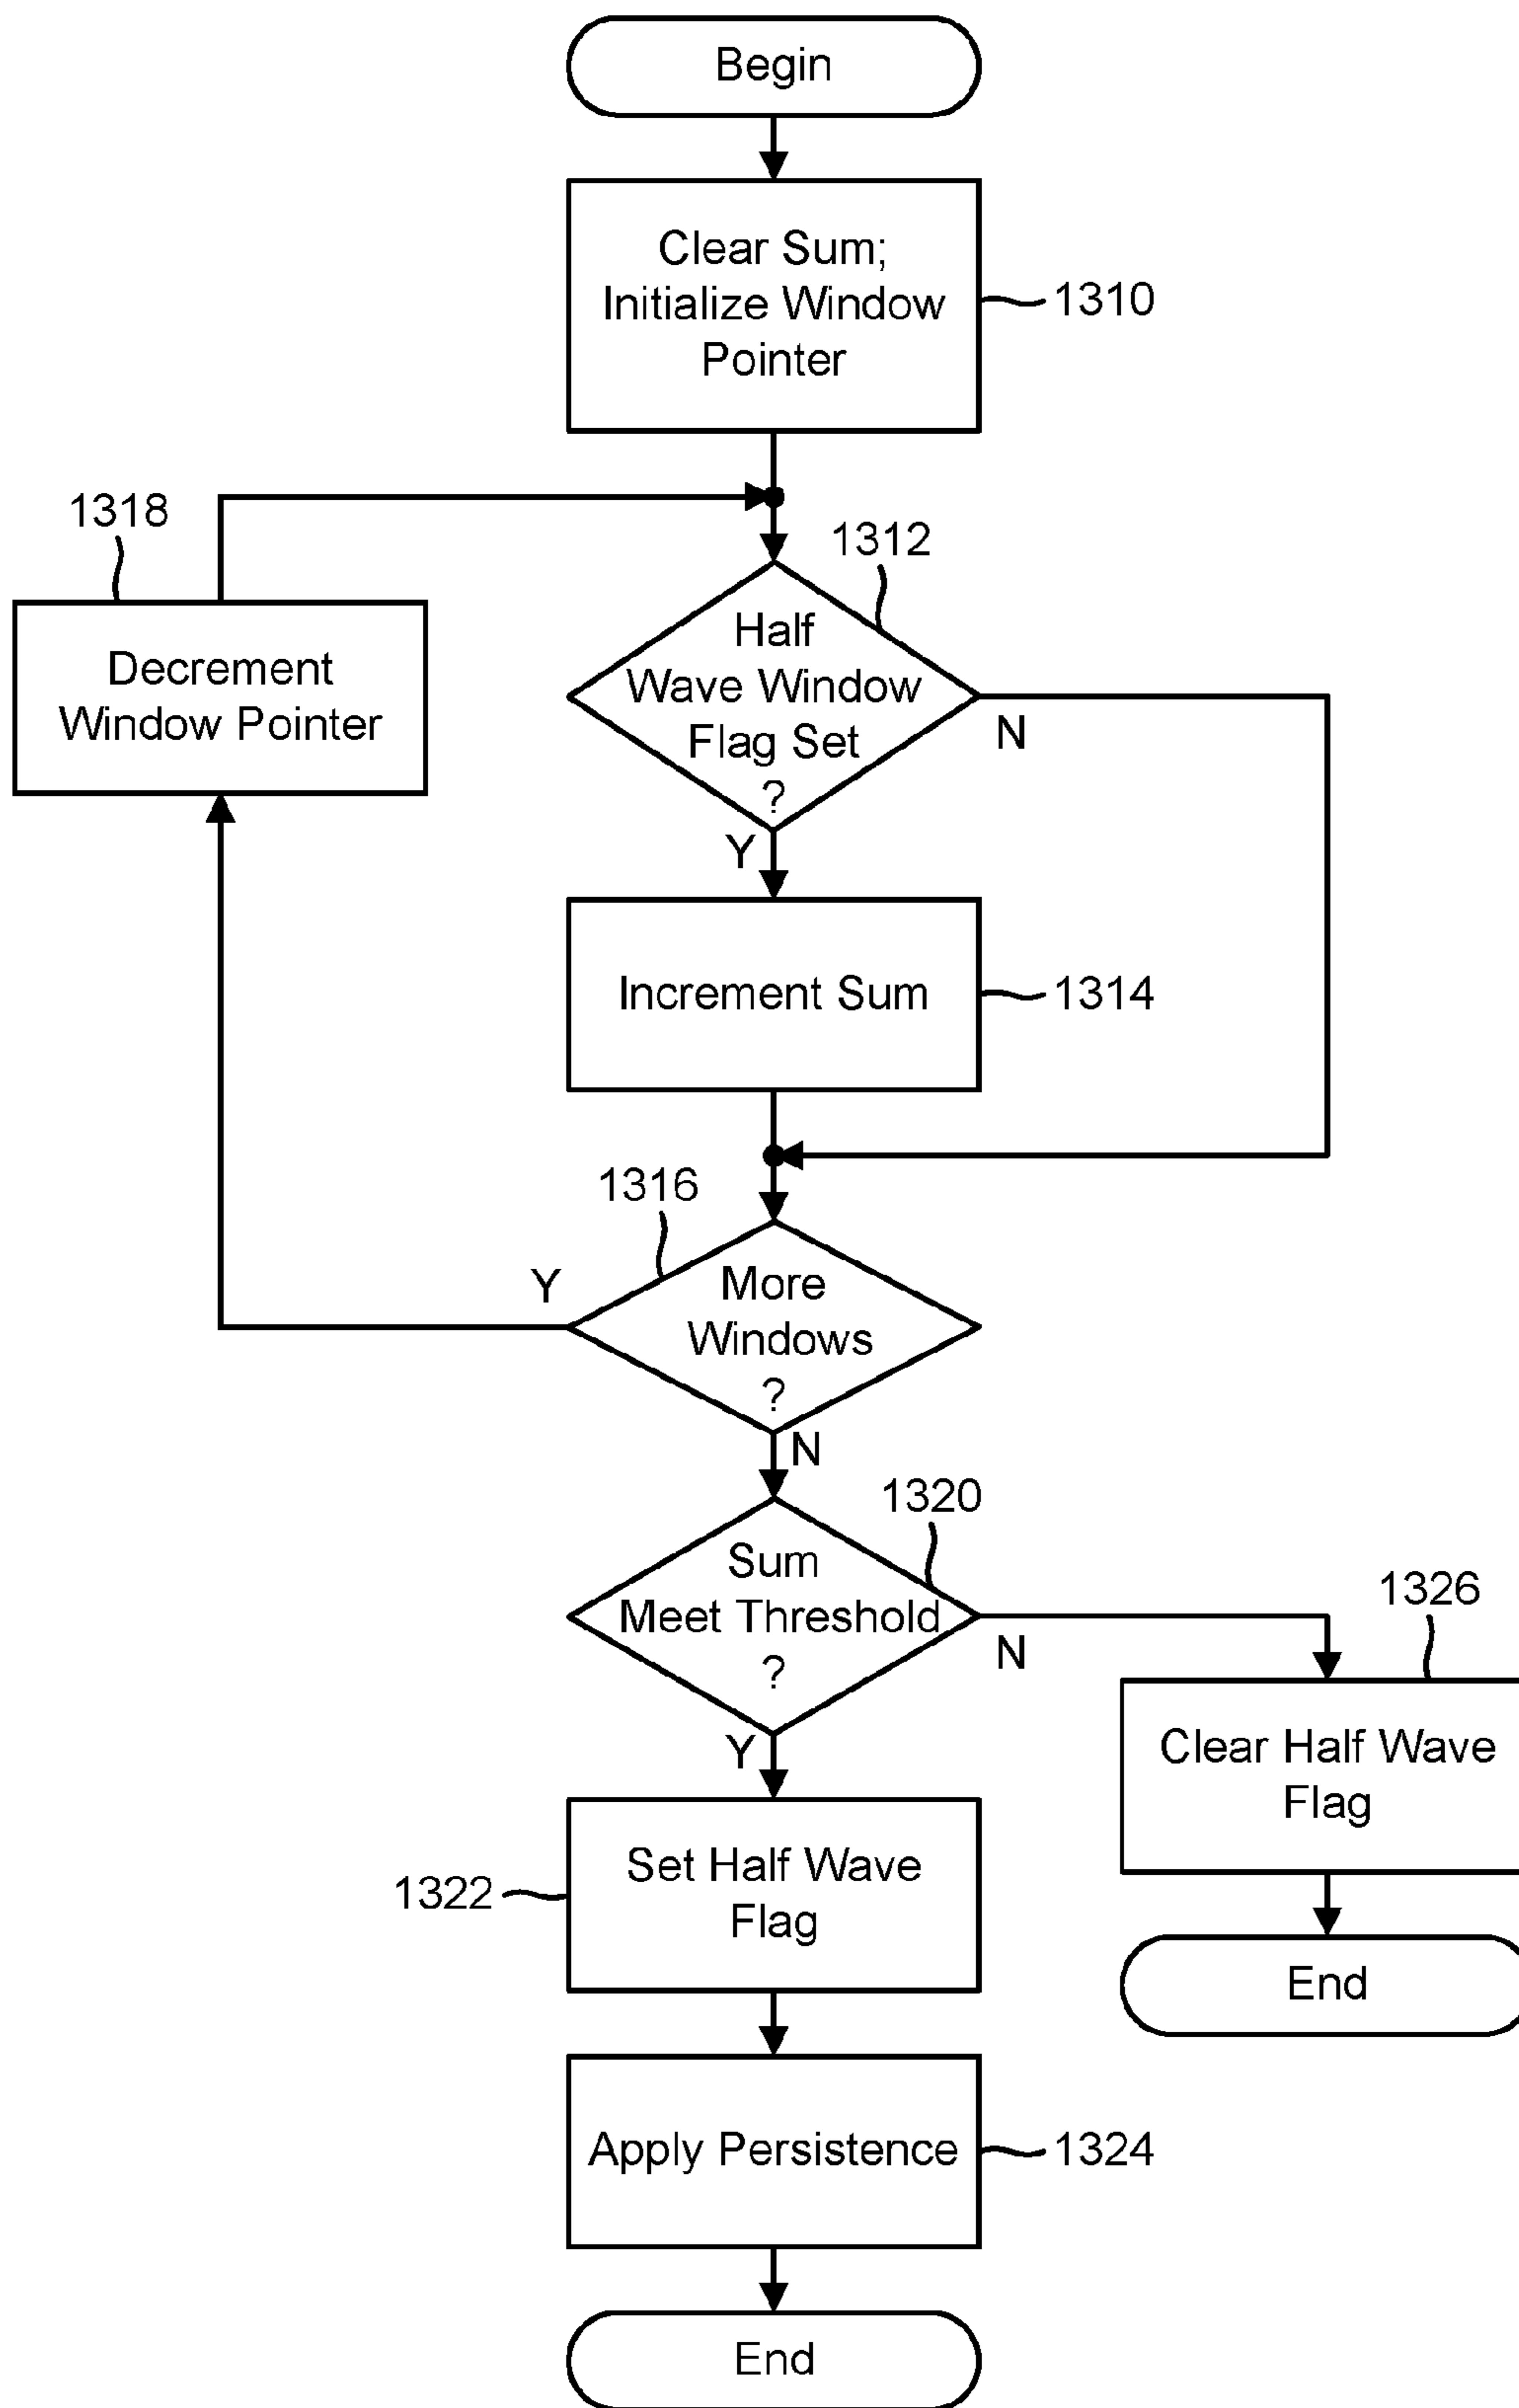 Begin
Clear Sum;
Initialize Window
Pointer
1310
1318
Decrement
Window Pointer
1312
Half
Wave Window
Flag Set
?
N
Y
Increment Sum
1314
1316
Y
More
Windows
?
N
1320
Sum
Meet Threshold
?
N
Y
1326
Clear Half Wave
Flag
End
1322
Set Half Wave
Flag
Apply Persistence
1324
End